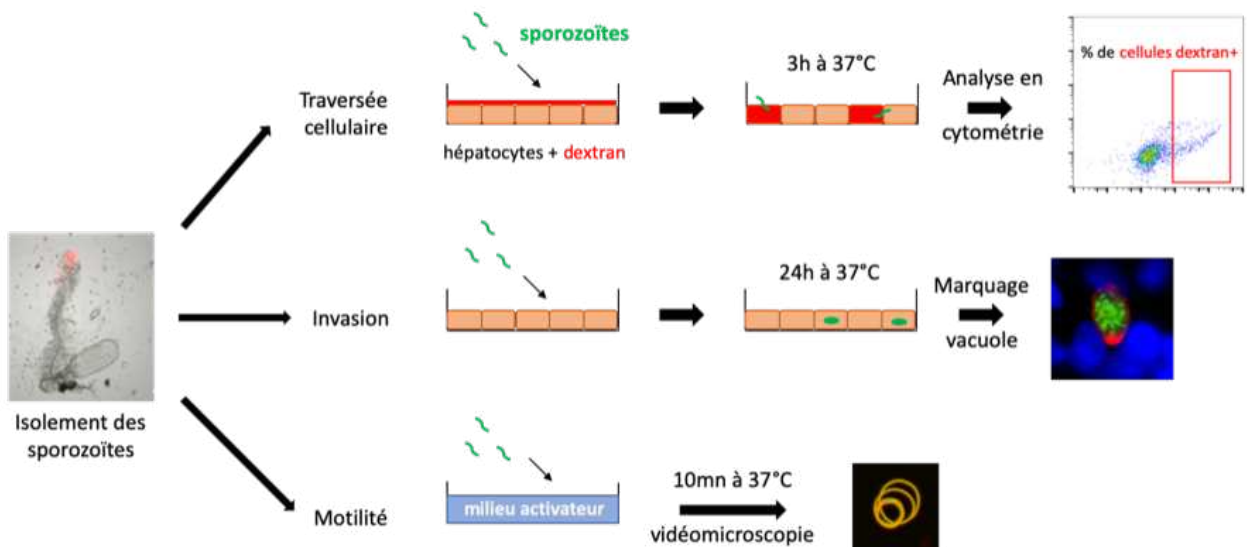 sporozoïtes
Traversée
cellulaire
hépatocytes + dextran
3h à 37°C
Analyse en
cytométrie
% de cellules dextran+
Isolement des
sporozoïtes
Invasion
24h à 37°C
Marquage
vacuole
Motilité
milieu activateur
10mn à 37°C
vidéomicroscopie